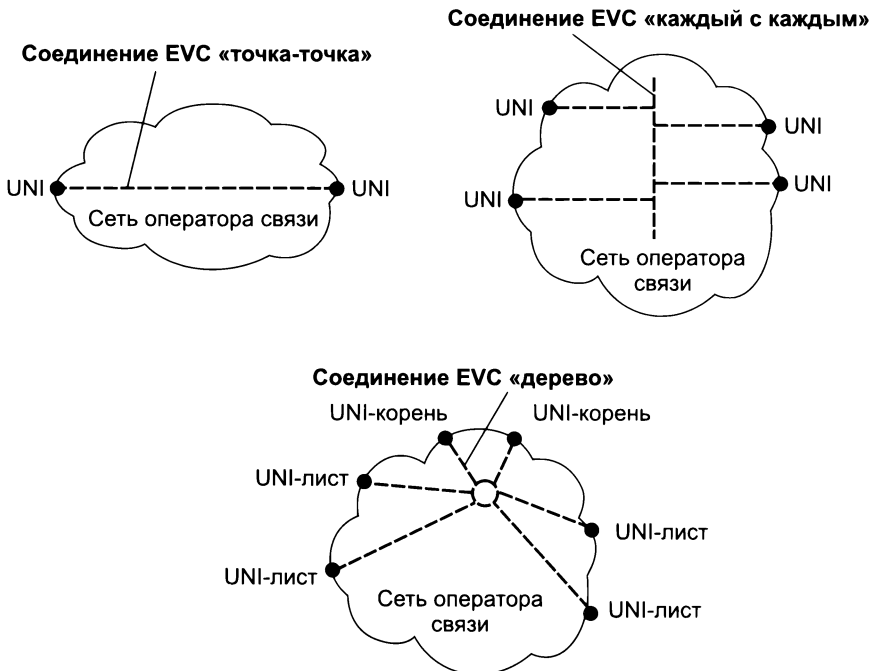 Соединение EVC «точка-точка»
UNI
UNI
Сеть оператора связи
Соединение EVC «каждый с каждым»
UNI
UNI
UNI
UNI
Сеть оператора
связи
Соединение EVC «дерево»
UNI-корень
UNI-корень
UNI-лист
UNI-лист
UNI-лист
UNI-лист
Сеть оператора
связи